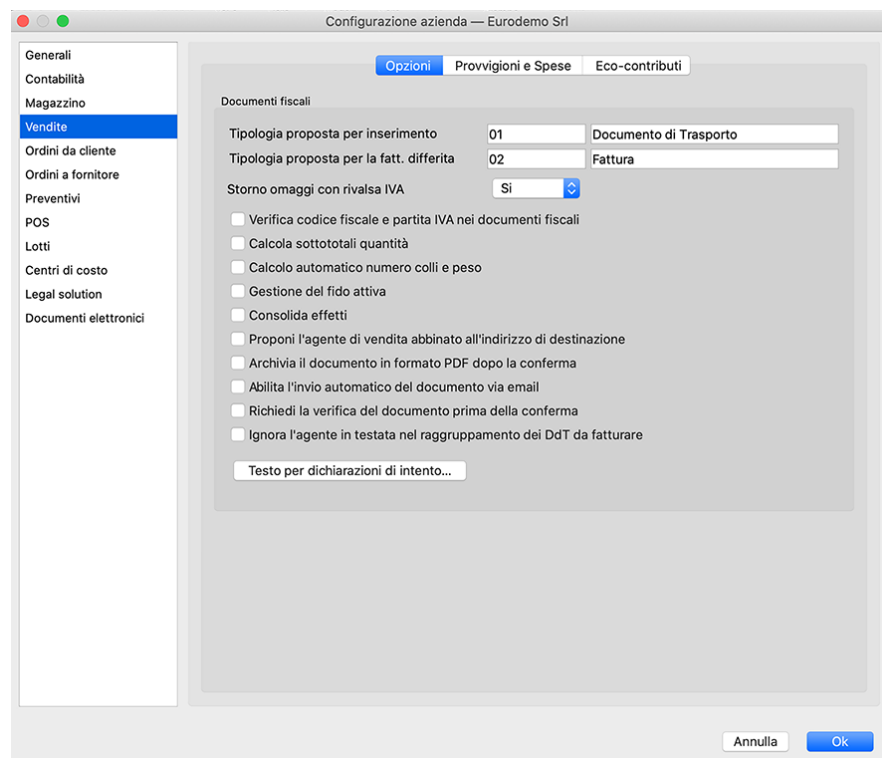 Configurazione azienda — Eurodemo Srl
Generali
Contabilità
Magazzino
Vendite
Ordini da cliente
Ordini a fornitore
Preventivi
POS
Lotti
Centri di costo
Legal solution
Documenti elettronici
Opzioni Provvigioni e Spese Eco-contributi
Documenti fiscali
Tipologia proposta per inserimento 01 Documento di Trasporto
Tipologia proposta per la fatt. differita 02 Fattura
Storno omaggi con rivalsa IVA Si
Verifica codice fiscale e partita IVA nei documenti fiscali
Calcola sottototali quantità
Calcolo automatico numero colli e peso
Gestione del fido attiva
Consolida effetti
Proponi l'agente di vendita abbinato all'indirizzo di destinazione
Archivia il documento in formato PDF dopo la conferma
Abilita l'invio automatico del documento via email
Richiedi la verifica del documento prima della conferma
Ignora l'agente in testata nel raggruppamento dei DdT da fatturare
Testo per dichiarazioni di intento...
Annulla Ok